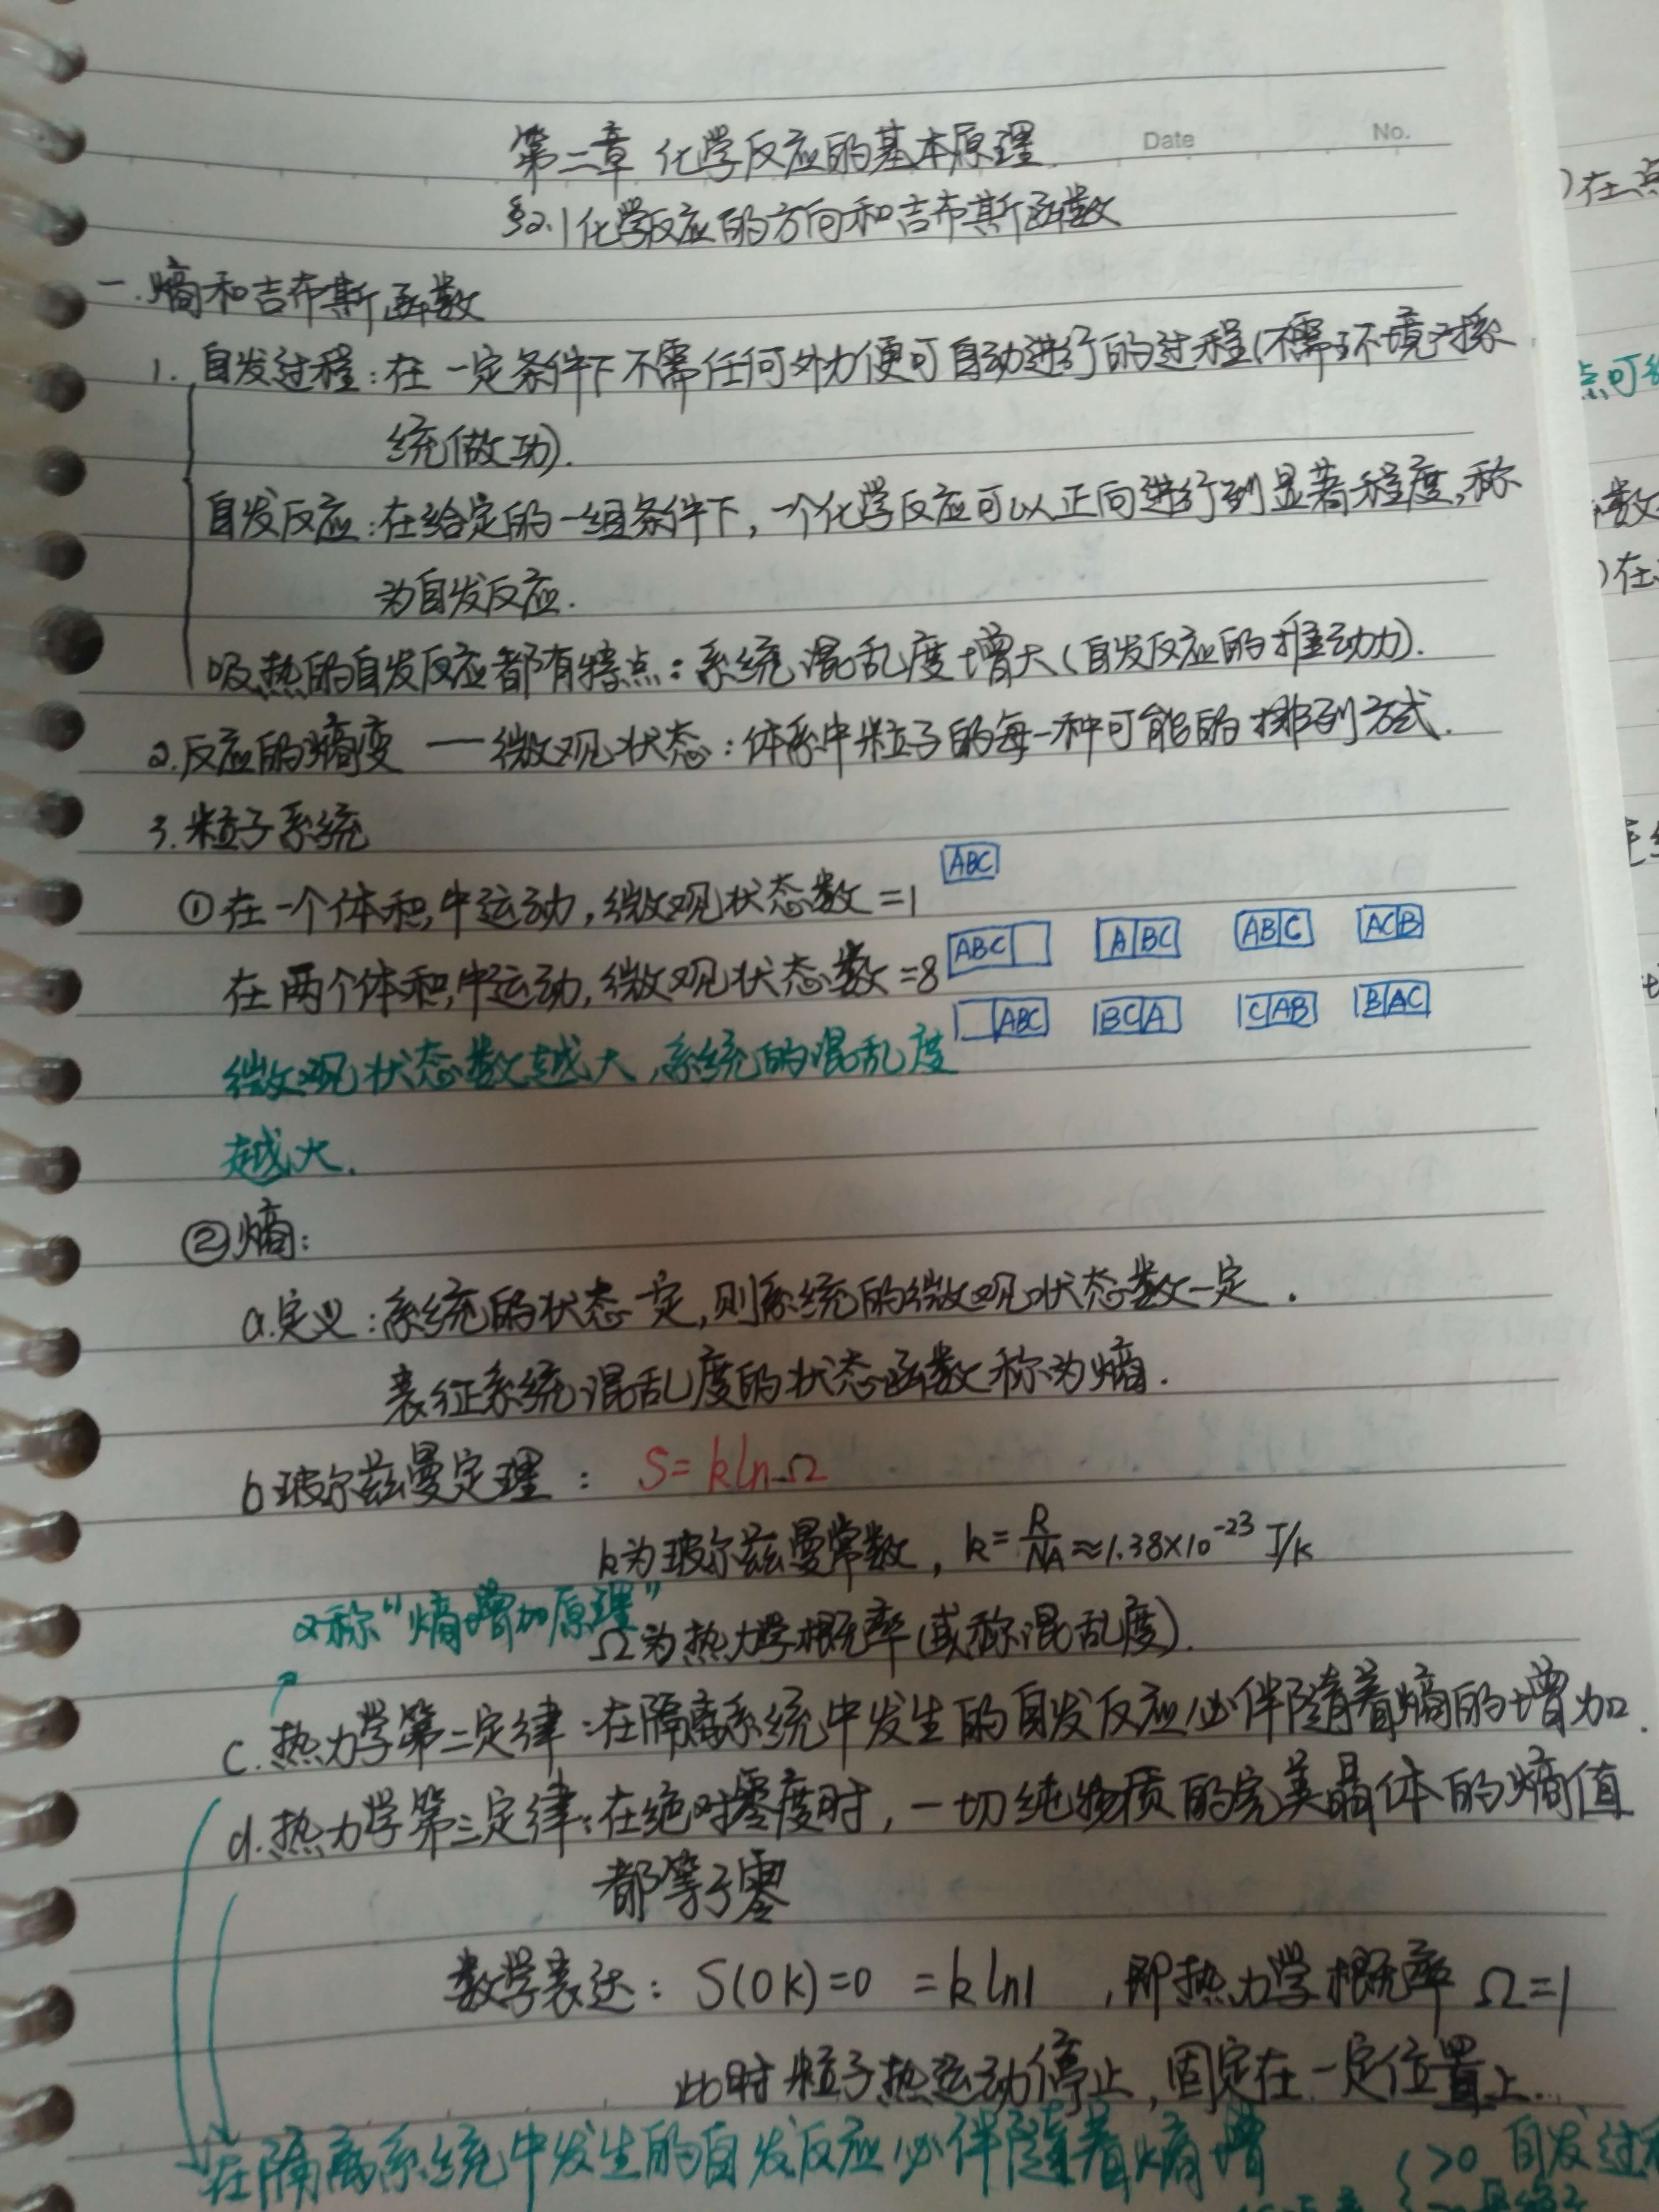 第二章 化学反应的基本原理
Date No.
§2.1 化学反应的方向和吉布斯函数
一.熵和吉布斯函数
1. 自发过程:在一定条件下不需任何外力便可自动进行的过程(不需环境对系
统做功).
自发反应:在给定的一组条件下,一个化学反应可以正向进行到显著程度,称
为自发反应.
吸热的自发反应都有特点:系统混乱度增大(自发反应的推动力).
2.反应的熵变 — 微观状态:体系中粒子的每一种可能的排列方式.
3.粒子系统
①在一个体积中运动,微观状态数=1 ABC
在两个体积中运动,微观状态数=8 ABC| A|BC AB|C AC|B
|ABC BC|A C|AB B|AC
微观状态数越大,系统的混乱度
越大.
②熵:
a.定义:系统的状态一定,则系统的微观状态数一定.
表征系统混乱度的状态函数称为熵.
b.玻尔兹曼定理: S=klnΩ
k为玻尔兹曼常数, k=R/NA≈1.38×10⁻²³ J/K
又称“熵增加原理”
Ω为热力学概率(或称混乱度).
c.热力学第二定律:在隔离系统中发生的自发反应必伴随着熵的增加.
d.热力学第三定律:在绝对零度时,一切纯物质的完美晶体的熵值
都等于零
数学表达: S(0K)=0 =kln1 ,即热力学概率 Ω=1
此时粒子热运动停止,固定在一定位置上...
在隔离系统中发生的自发反应必伴随着熵增 >0 自发过